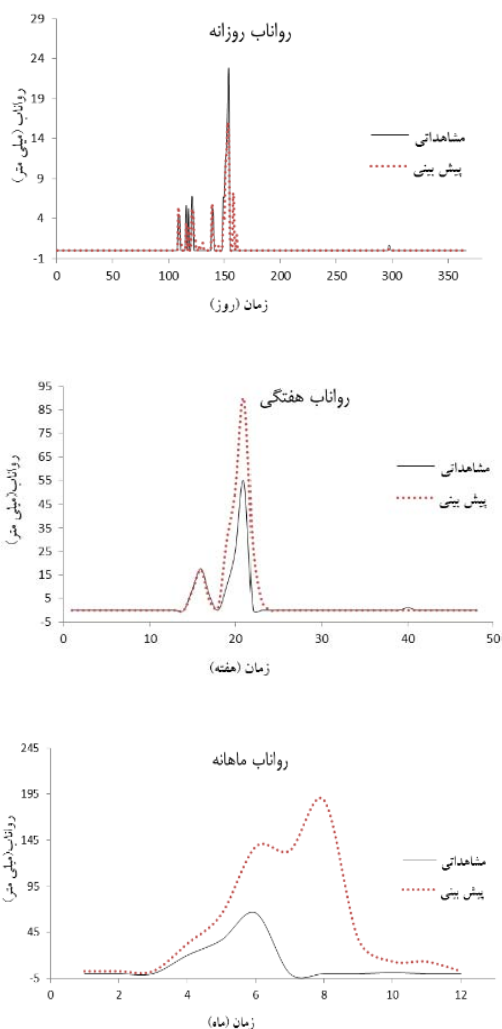 رواناب روزانه
رواناب (میلی متر)
29
24
19
14
9
4
-1
مشاهداتی
پیش بینی
0 50 100 150 200 250 300 350
زمان (روز)
رواناب هفتگی
رواناب(میلی متر)
95
85
75
65
55
45
35
25
15
5
-5
مشاهداتی
پیش بینی
0 10 20 30 40 50
زمان (هفته)
رواناب ماهانه
رواناب(میلی متر)
245
195
145
95
45
-5
مشاهداتی
پیش بینی
0 2 4 6 8 10 12
زمان (ماه)